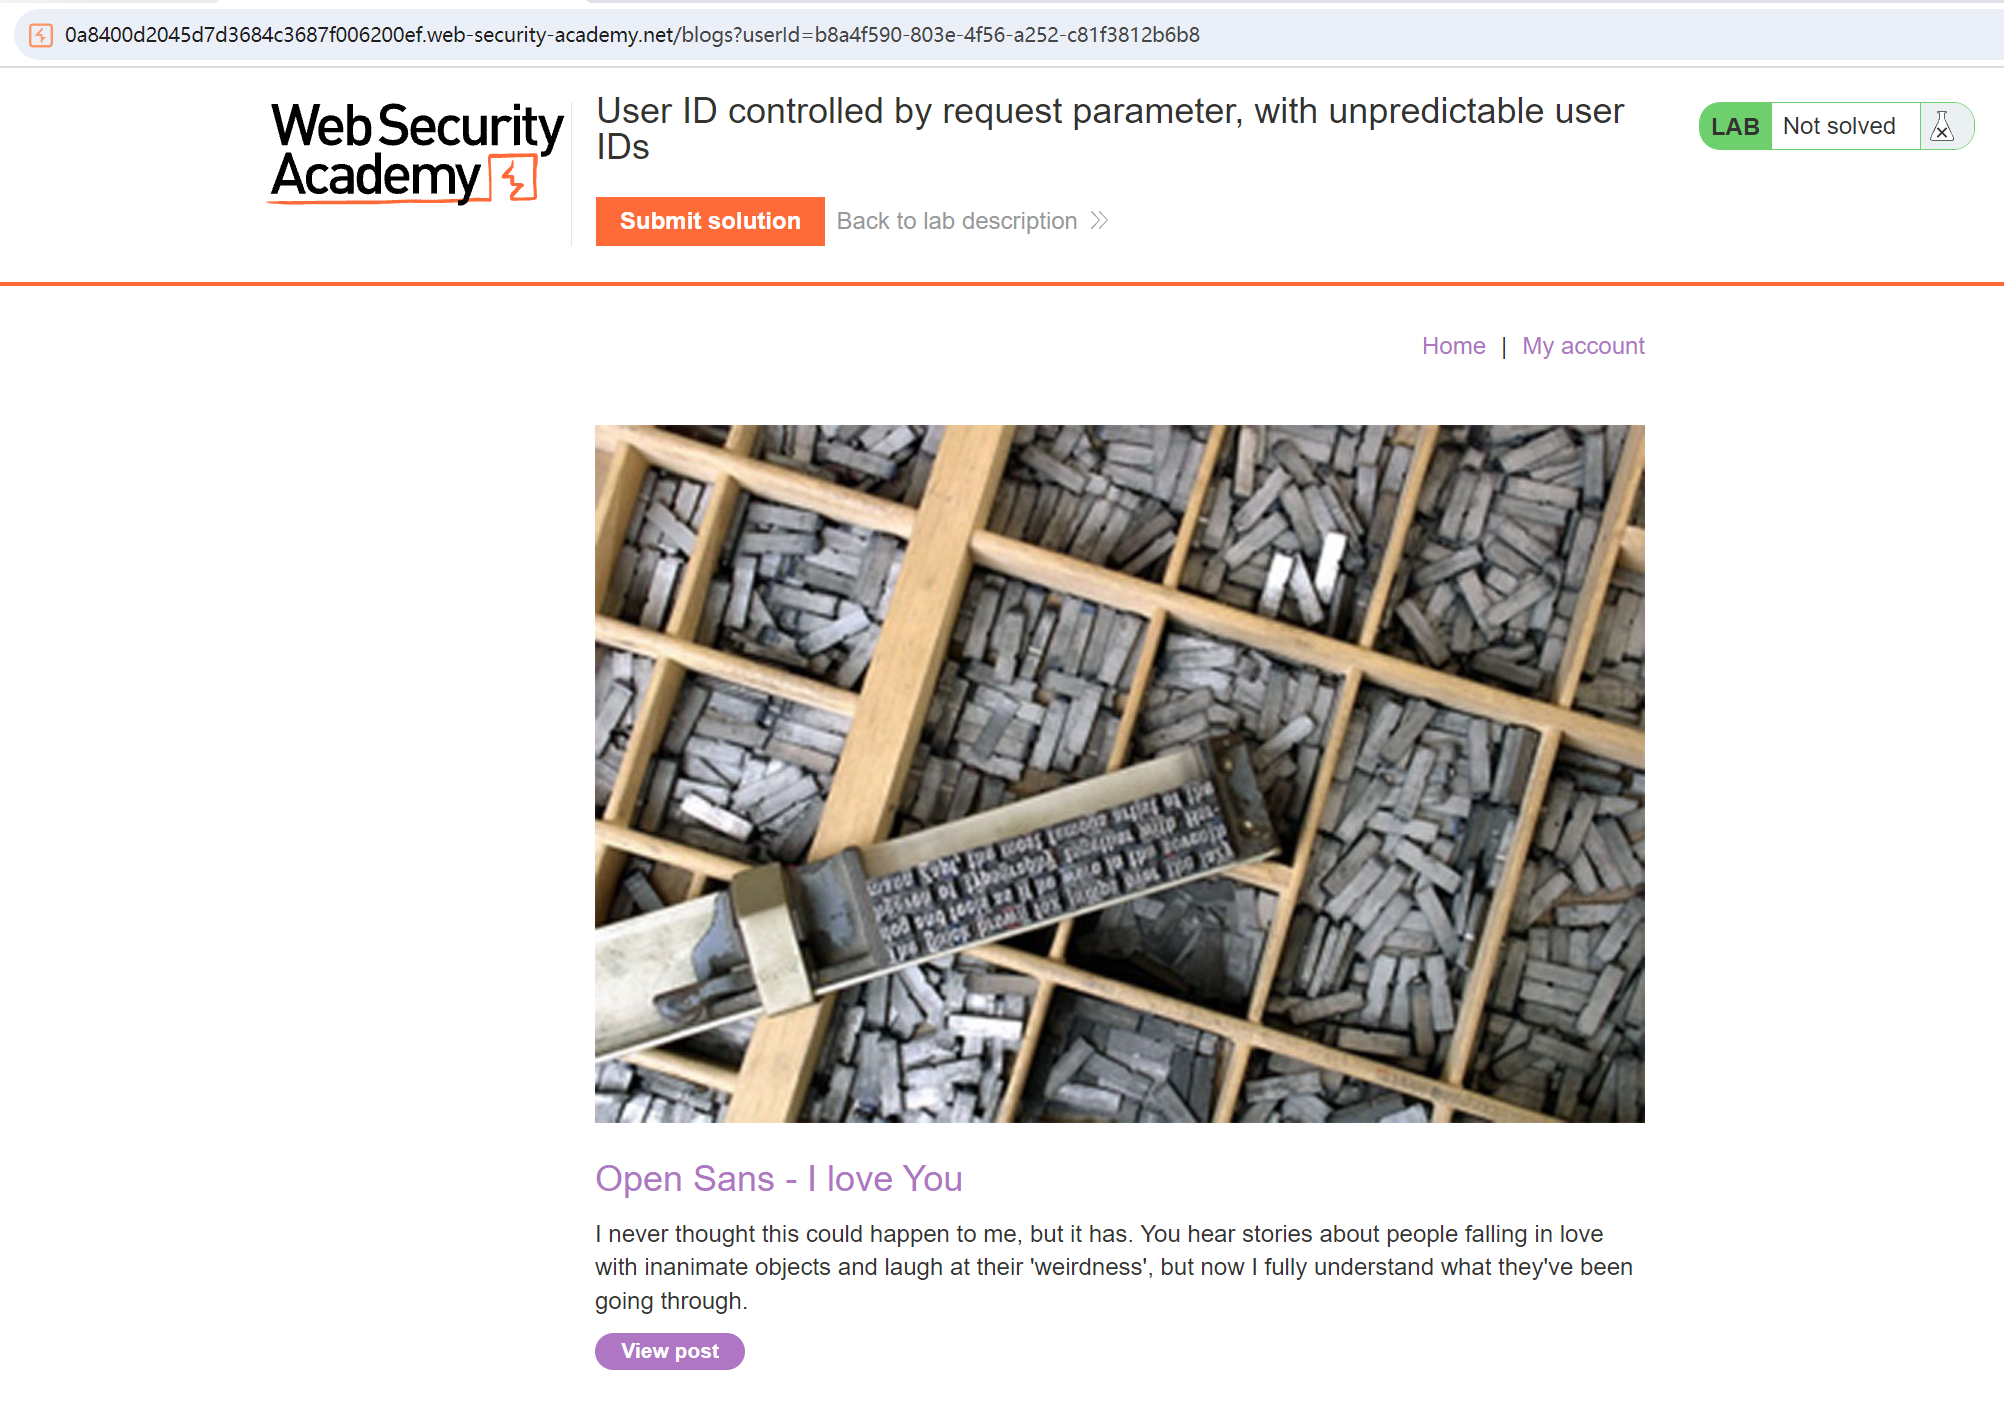 0a8400d2045d7d3684c3687f006200ef.web-security-academy.net/blogs?userId=b8a4f590-803e-4f56-a252-c81f3812b6b8
Web Security
Academy
User ID controlled by request parameter, with unpredictable user
IDs
LAB Not solved
Submit solution Back to lab description
Home | My account
Open Sans - I love You
I never thought this could happen to me, but it has. You hear stories about people falling in love
with inanimate objects and laugh at their 'weirdness', but now I fully understand what they've been
going through.
View post